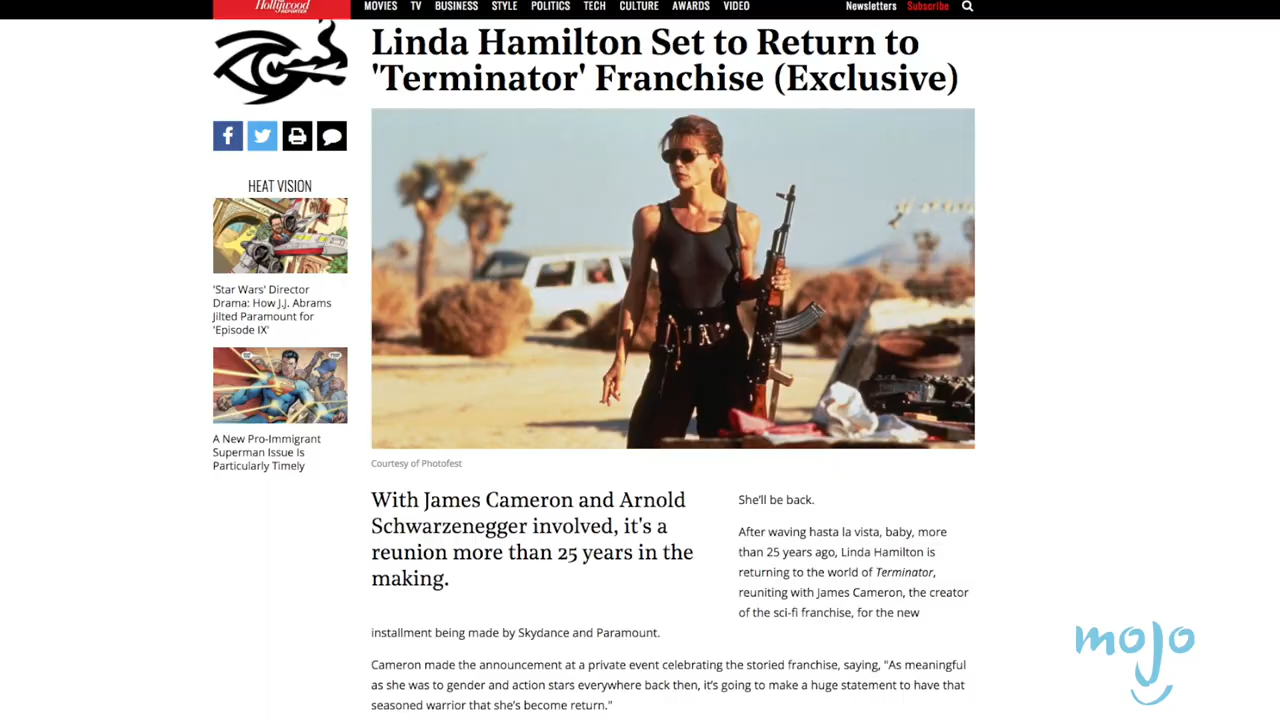 The
Hollywood
REPORTER
MOVIES TV BUSINESS STYLE POLITICS TECH CULTURE AWARDS VIDEO
Newsletters Subscribe
Linda Hamilton Set to Return to
'Terminator' Franchise (Exclusive)
HEAT VISION
'Star Wars' Director
Drama: How J.J. Abrams
Jilted Paramount for
'Episode IX'
A New Pro-Immigrant
Superman Issue Is
Particularly Timely
Courtesy of Photofest
With James Cameron and Arnold
Schwarzenegger involved, it's a
reunion more than 25 years in the
making.
She'll be back.
After waving hasta la vista, baby, more
than 25 years ago, Linda Hamilton is
returning to the world of Terminator,
reuniting with James Cameron, the creator
of the sci-fi franchise, for the new
installment being made by Skydance and Paramount.
Cameron made the announcement at a private event celebrating the storied franchise, saying, "As meaningful
as she was to gender and action stars everywhere back then, it's going to make a huge statement to have that
seasoned warrior that she's become return."
mojo